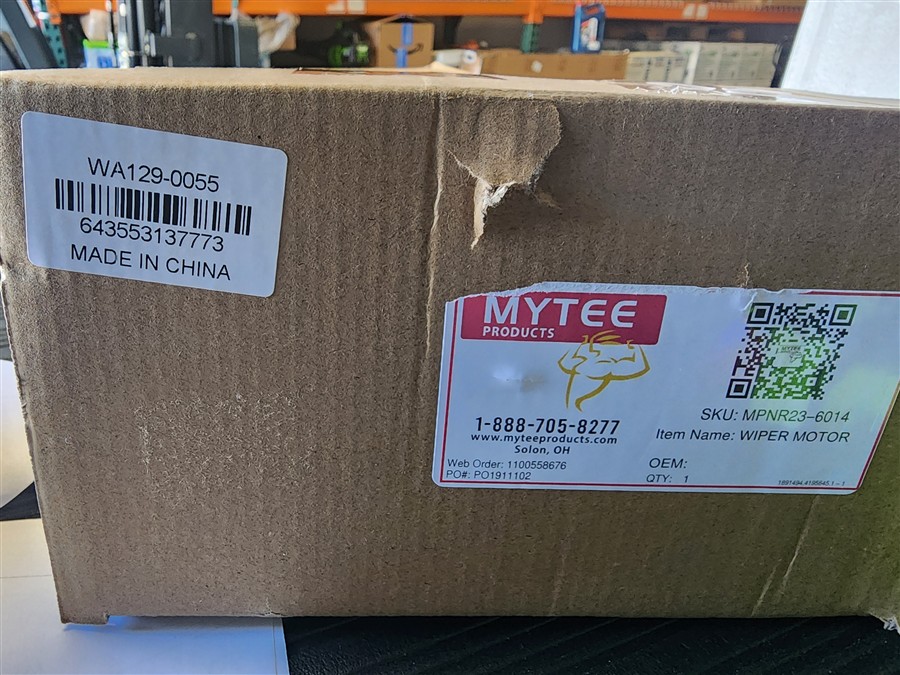 WA129-0055
643553137773
MADE IN CHINA
MYTEE
PRODUCTS
1-888-705-8277
www.myteeproducts.com
Solon, OH
Web Order: 1100558676
PO#: PO1911102
SKU: MPNR23-6014
Item Name: WIPER MOTOR
OEM:
QTY: 1